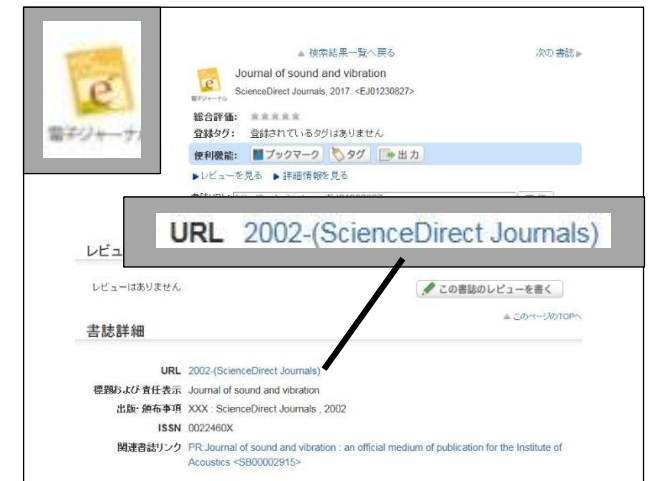 電子ジャーナル
▲ 検索結果一覧へ戻る
次の書誌▶
Journal of sound and vibration
ScienceDirect Journals, 2017. <EJ01230827>
電子ジャーナル
総合評価: ★★★★★
登録タグ: 登録されているタグはありません
便利機能: ブックマーク タグ 出力
▶レビューを見る ▶詳細情報を見る
URL 2002-(ScienceDirect Journals)
レビュ
レビューはありません
この書誌のレビューを書く
▲ このページのTOPへ
書誌詳細
URL 2002-(ScienceDirect Journals)
標題および責任表示 Journal of sound and vibration
出版・頒布事項 XXX : ScienceDirect Journals , 2002
ISSN 0022460X
関連書誌リンク PR:Journal of sound and vibration : an official medium of publication for the Institute of
Acoustics <SB00002915>